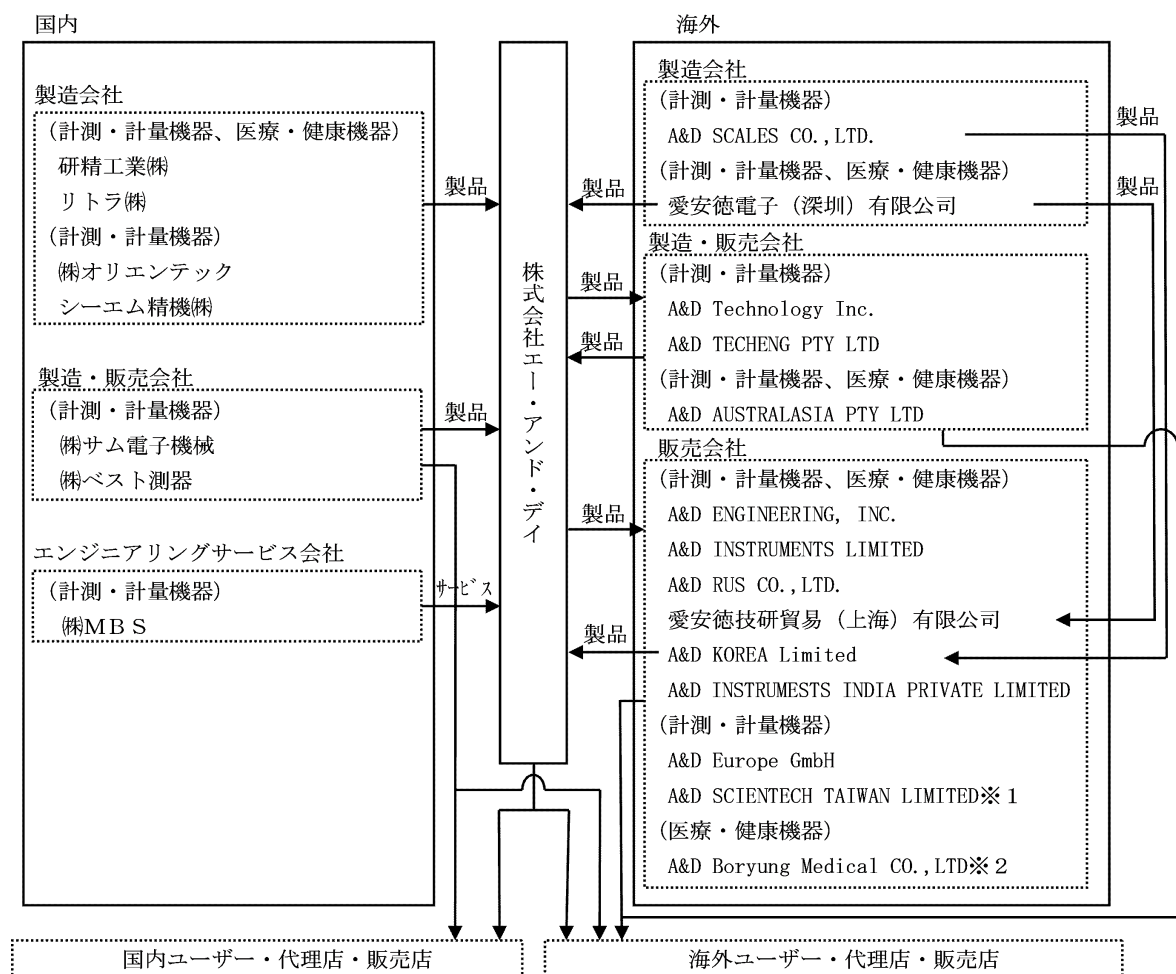 国内
製造会社
(計測・計量機器、医療・健康機器)
研精工業㈱
リトラ㈱
(計測・計量機器)
㈱オリエンテック
シーエム精機㈱
製品
製造・販売会社
(計測・計量機器)
㈱サム電子機械
㈱ベスト測器
製品
エンジニアリングサービス会社
(計測・計量機器)
㈱ＭＢＳ
ｻｰﾋﾞｽ
株式会社エー・アンド・デイ
海外
製造会社
(計測・計量機器)
A&D SCALES CO.,LTD.
製品
(計測・計量機器、医療・健康機器)
愛安徳電子（深圳）有限公司
製品
製品
製造・販売会社
(計測・計量機器)
A&D Technology Inc.
A&D TECHENG PTY LTD
(計測・計量機器、医療・健康機器)
A&D AUSTRALASIA PTY LTD
製品
製品
販売会社
(計測・計量機器、医療・健康機器)
A&D ENGINEERING, INC.
A&D INSTRUMENTS LIMITED
A&D RUS CO.,LTD.
愛安徳技研貿易（上海）有限公司
A&D KOREA Limited
A&D INSTRUMESTS INDIA PRIVATE LIMITED
(計測・計量機器)
A&D Europe GmbH
A&D SCIENTECH TAIWAN LIMITED※１
(医療・健康機器)
A&D Boryung Medical CO.,LTD※２
製品
製品
国内ユーザー・代理店・販売店
海外ユーザー・代理店・販売店